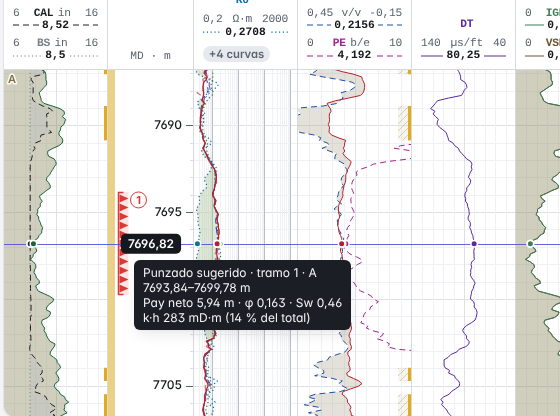 6 CAL in 16
8,52
6 BS in 16
8,5
MD · m
0,2 Ω·m 2000
0,2708
+4 curvas
0,45 v/v -0,15
0,2156
0 PE b/e 10
4,192
DT
140 µs/ft 40
80,25
0
0
A
7690
1
7695
7696,82
Punzado sugerido · tramo 1 · A
7693,84–7699,78 m
Pay neto 5,94 m · φ 0,163 · Sw 0,46
k·h 283 mD·m (14 % del total)
7705